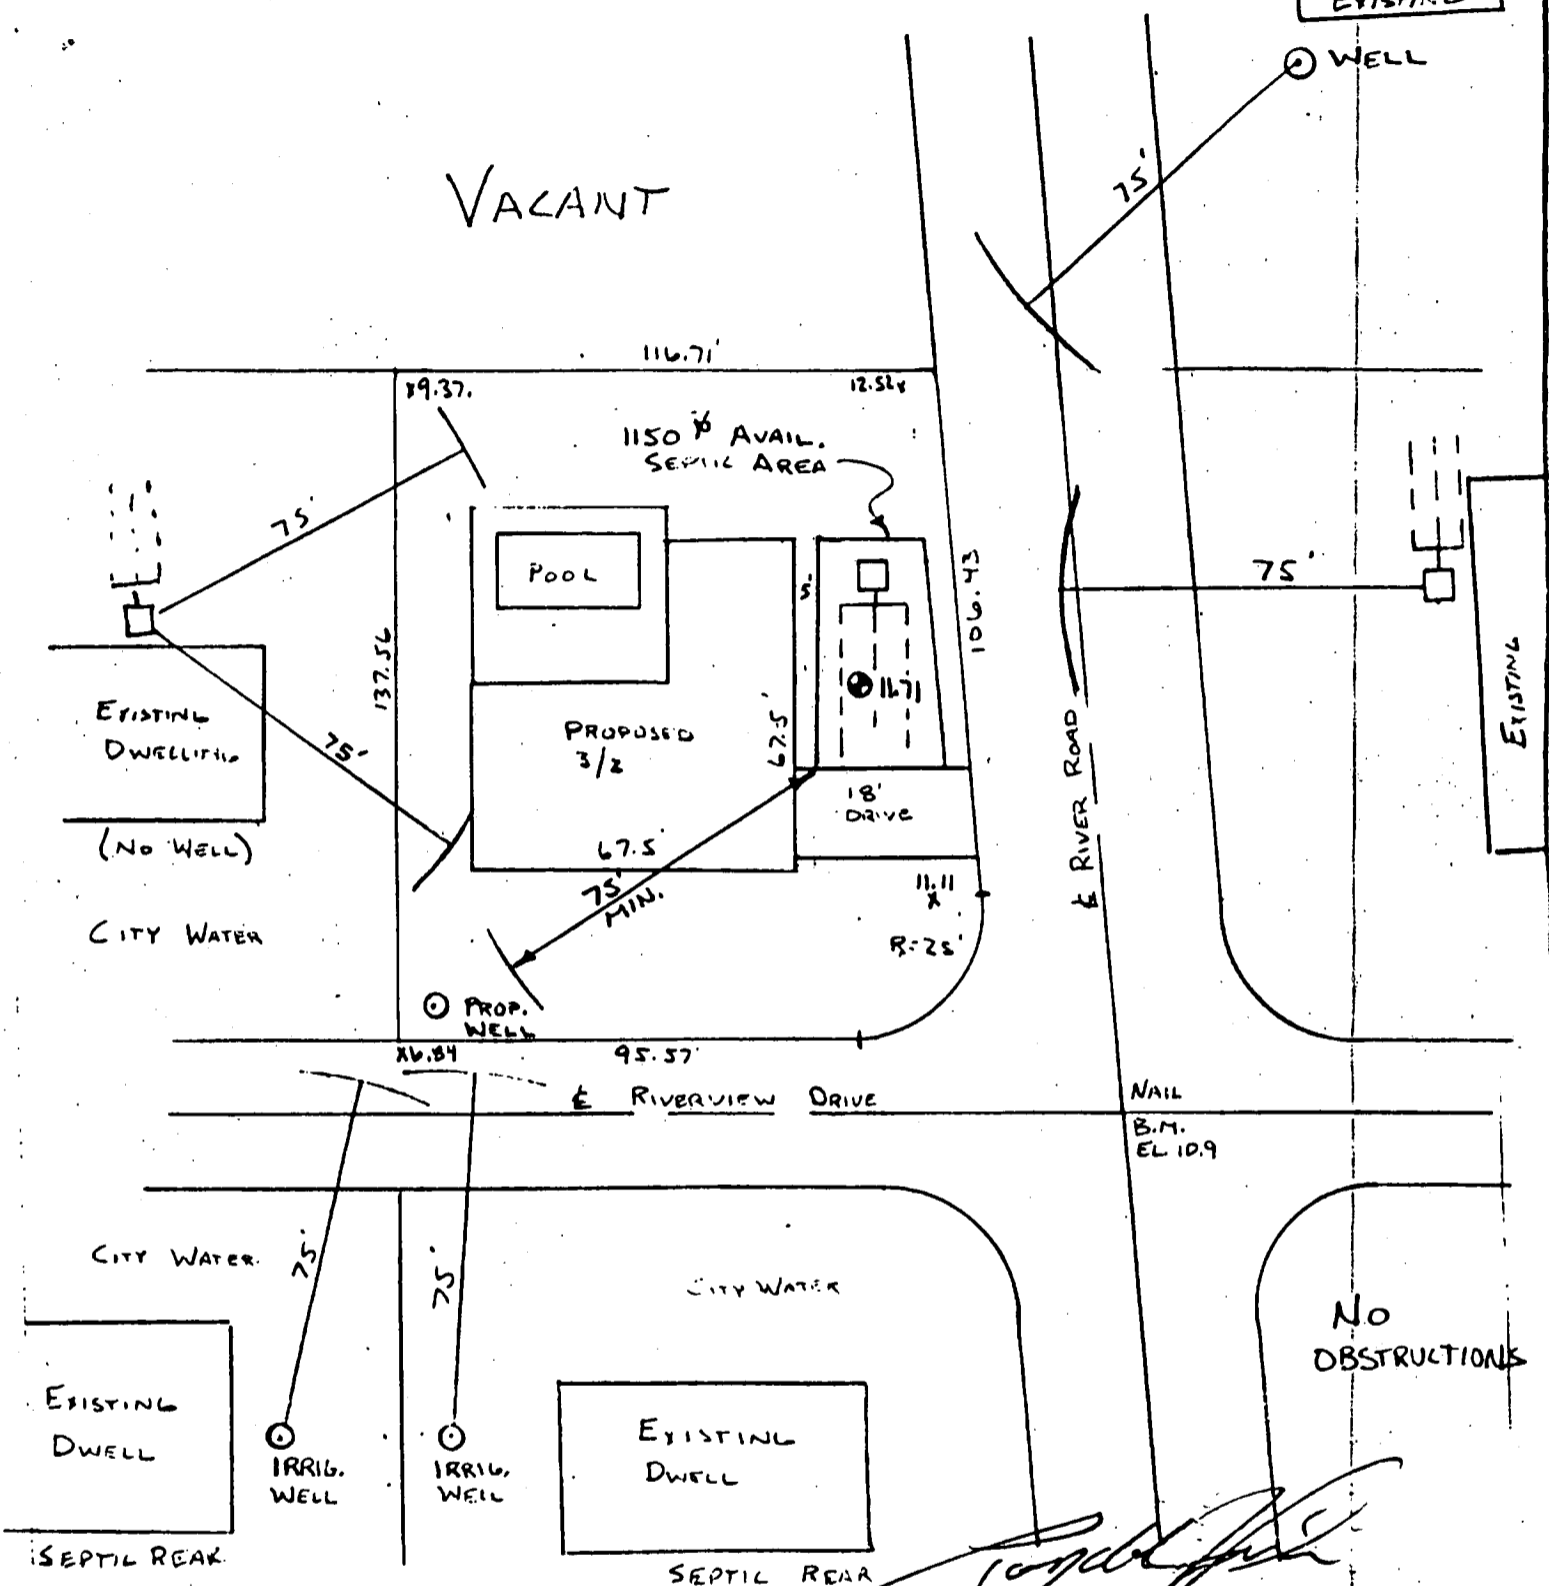 EXISTING
WELL
75'
VACANT
116.71'
x9.37.
12.52x
1150 ⌀ AVAIL.
SEPTIC AREA
75'
POOL
5'
106.43
75'
137.56
11.71
EXISTING
DWELLING
75'
PROPOSED
3/2
67.5'
EXISTING
18'
DRIVE
℄ RIVER ROAD
(NO WELL)
67.5'
75'
MIN.
11.11
x
CITY WATER
R=25'
PROP.
WELL
x6.84
95.57'
℄ RIVERVIEW DRIVE
NAIL
B.M.
EL 10.9
CITY WATER
75'
75'
CITY WATER
NO
OBSTRUCTIONS
EXISTING
DWELL
IRRIG.
WELL
IRRIG.
WELL
EXISTING
DWELL
SEPTIC REAR
SEPTIC REAR